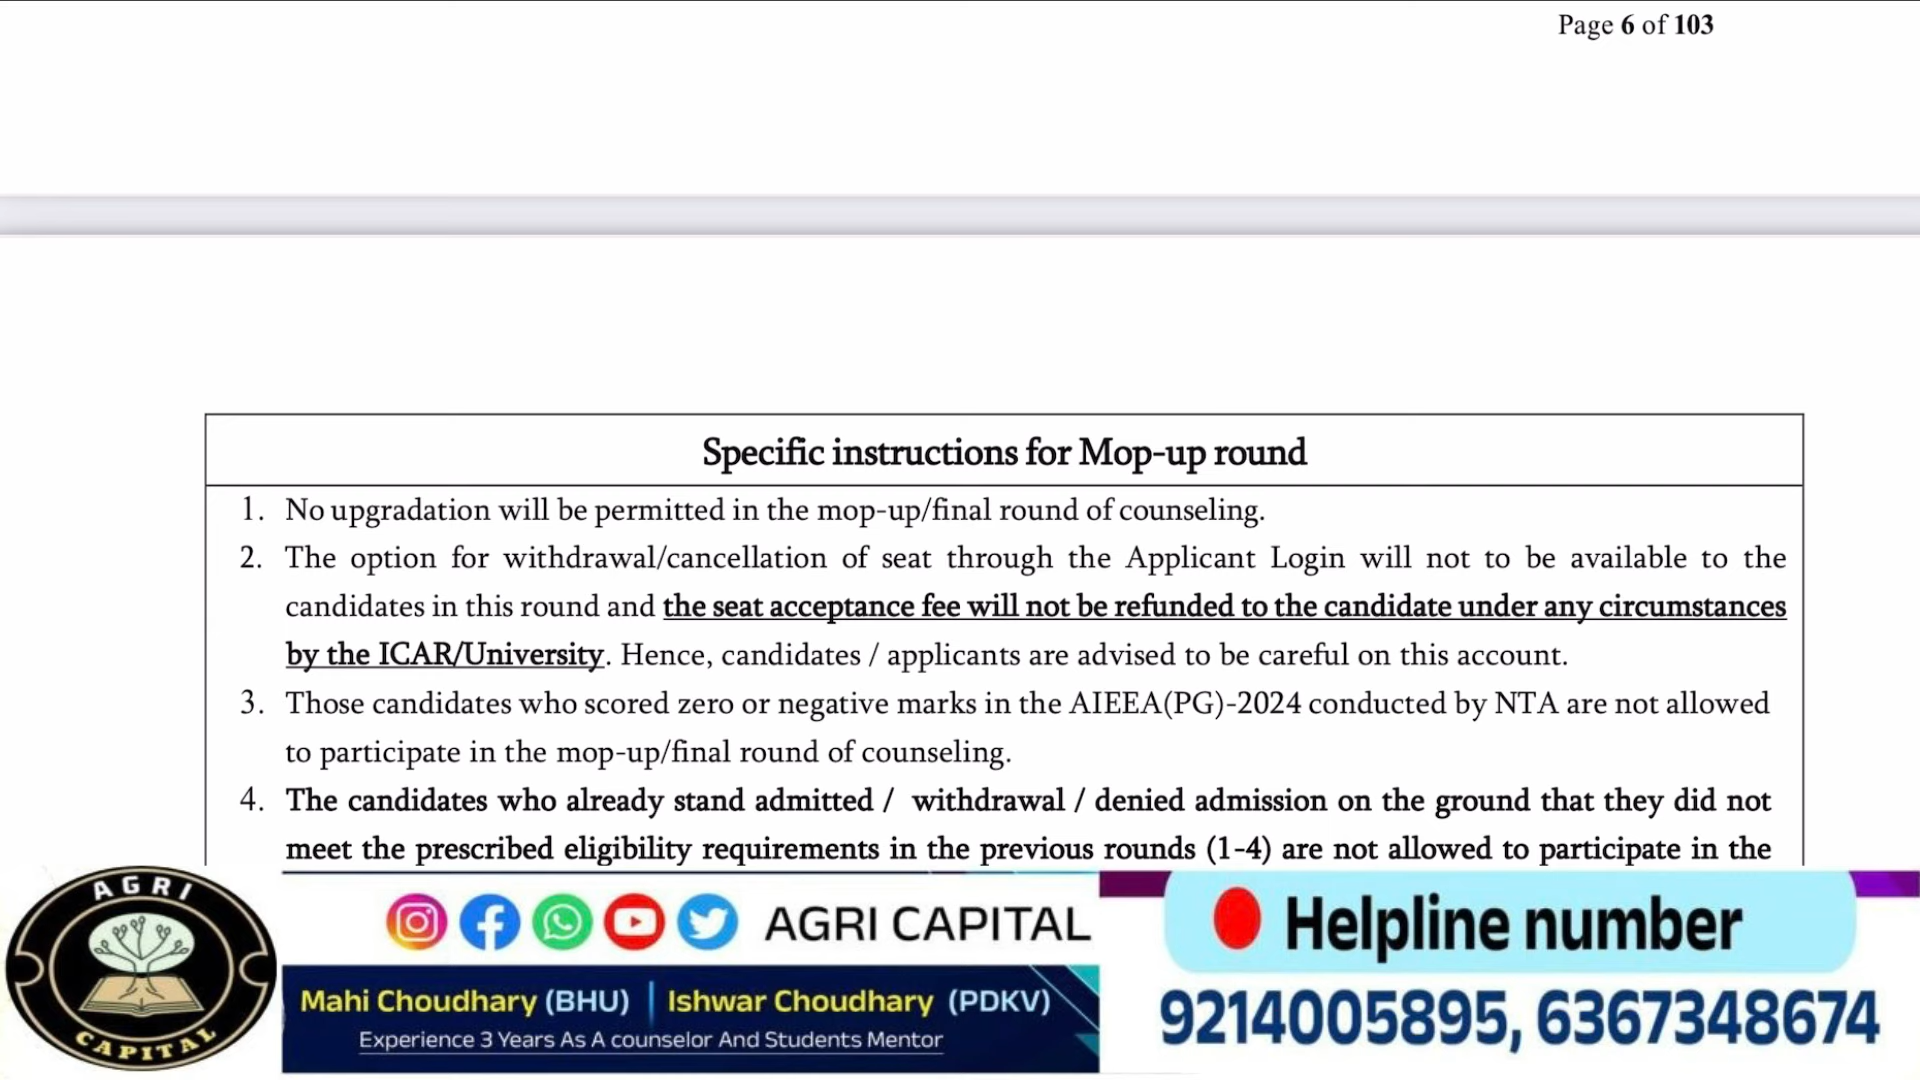 Page 6 of 103
Specific instructions for Mop-up round
1. No upgradation will be permitted in the mop-up/final round of counseling.
2. The option for withdrawal/cancellation of seat through the Applicant Login will not to be available to the
candidates in this round and the seat acceptance fee will not be refunded to the candidate under any circumstances
by the ICAR/University. Hence, candidates / applicants are advised to be careful on this account.
3. Those candidates who scored zero or negative marks in the AIEEA(PG)-2024 conducted by NTA are not allowed
to participate in the mop-up/final round of counseling.
4. The candidates who already stand admitted / withdrawal / denied admission on the ground that they did not
meet the prescribed eligibility requirements in the previous rounds (1-4) are not allowed to participate in the
AGRI
CAPITAL
AGRI CAPITAL
Mahi Choudhary (BHU) | Ishwar Choudhary (PDKV)
Experience 3 Years As A counselor And Students Mentor
Helpline number
9214005895, 6367348674